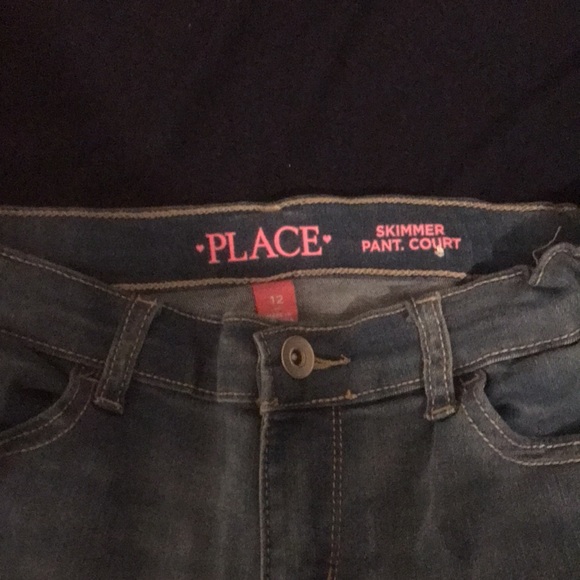 PLACE
SKIMMER
PANT. COURT
12